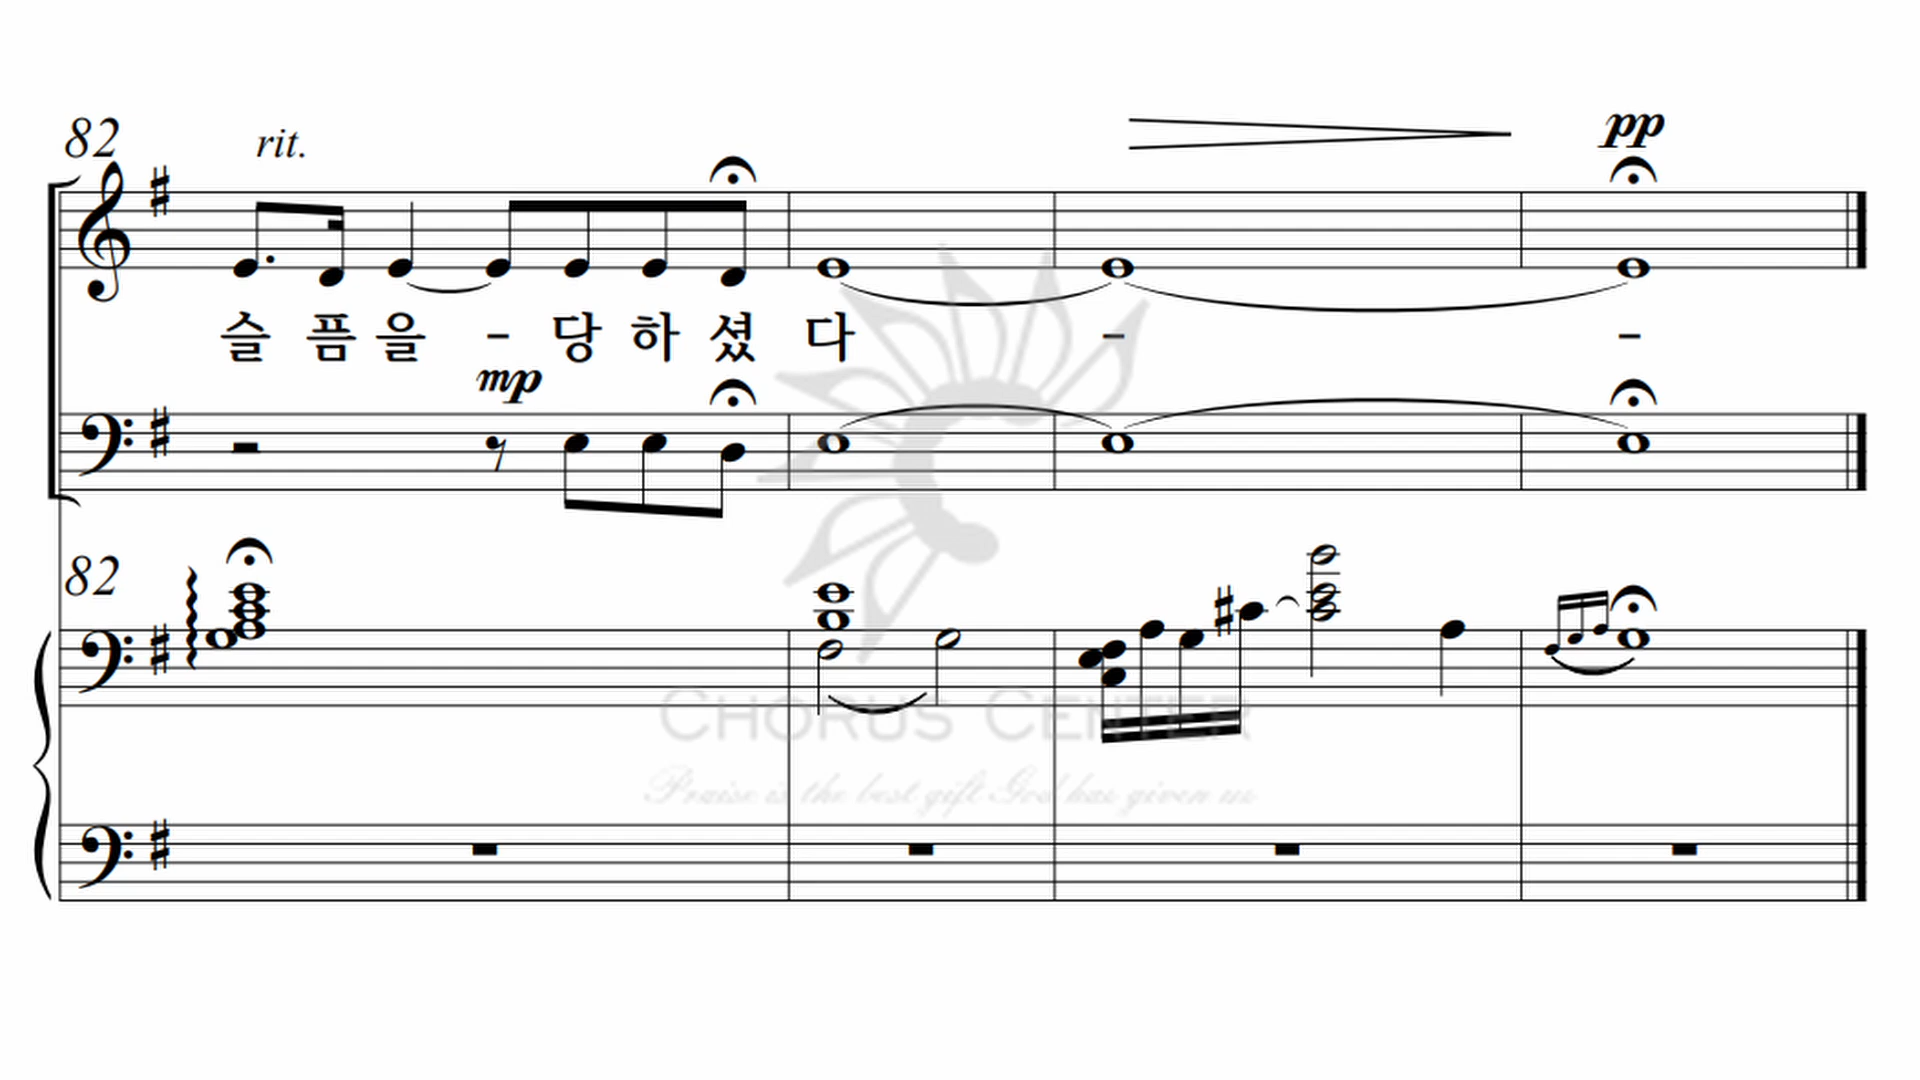 82
rit.
pp
슬 픔 을 - 당 하 셨 다 - -
mp
82
CHORUS CENTER
Praise is the best gift God has given us